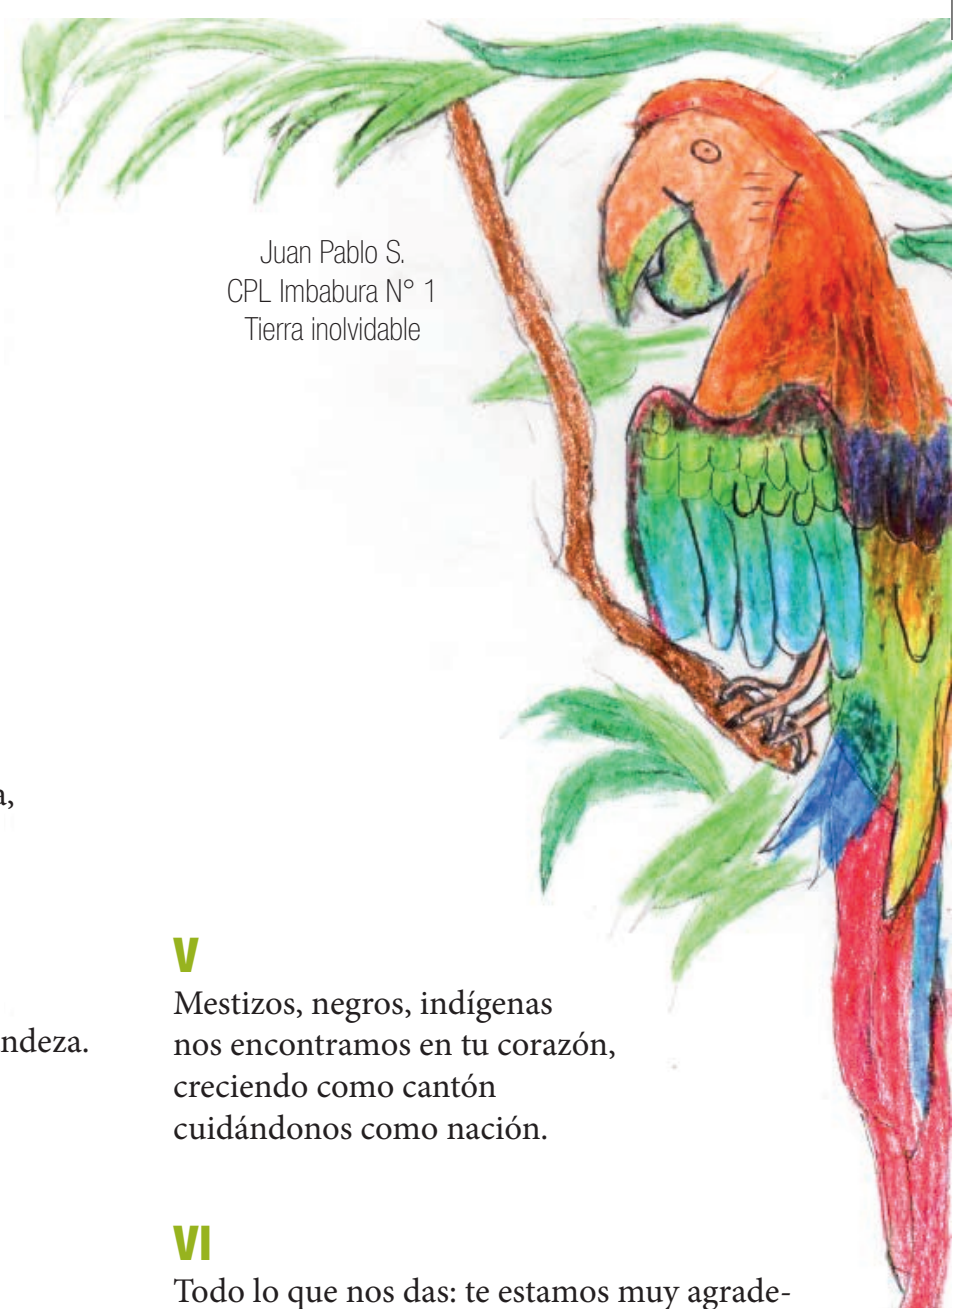 Juan Pablo S.
CPL Imbabura N° 1
Tierra inolvidable
a,
ndeza.
V
Mestizos, negros, indígenas
nos encontramos en tu corazón,
creciendo como cantón
cuidándonos como nación.
VI
Todo lo que nos das: te estamos muy agrade-